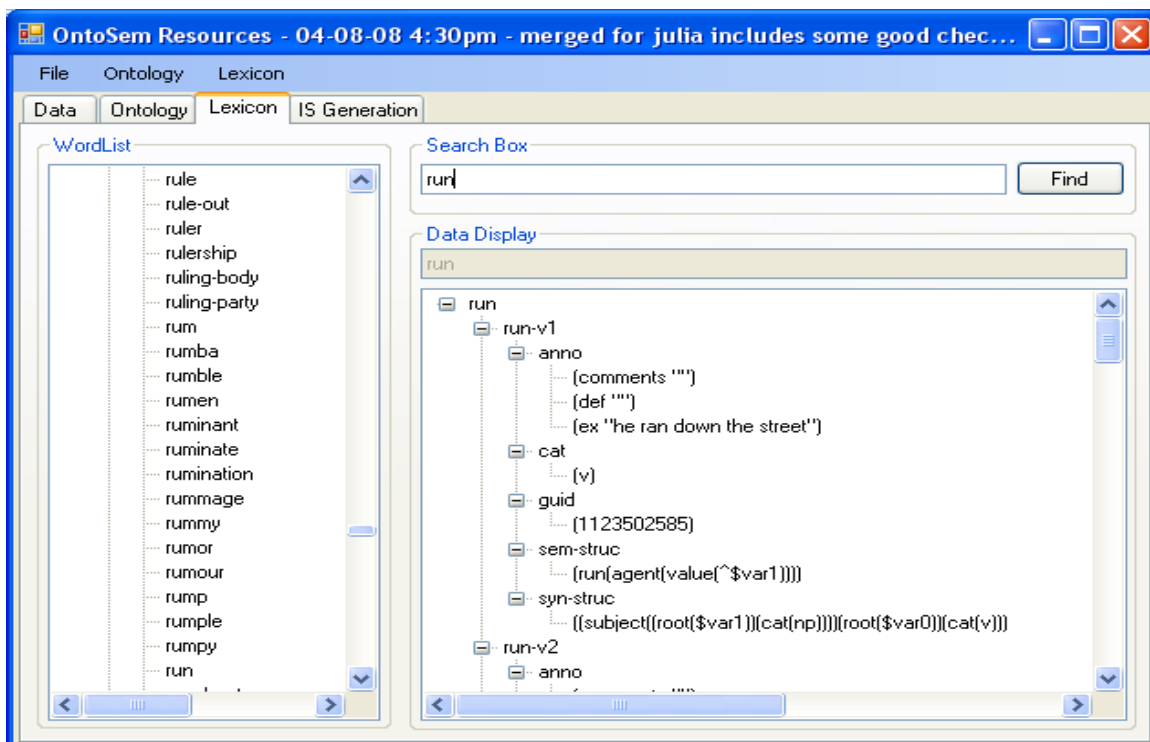 OntoSem Resources - 04-08-08 4:30pm - merged for julia includes some good chec...
File Ontology Lexicon
Data Ontology Lexicon IS Generation
WordList
rule
rule-out
ruler
rulership
ruling-body
ruling-party
rum
rumba
rumble
rumen
ruminant
ruminate
rumination
rummage
rummy
rumor
rumour
rump
rumple
rumpy
run
Search Box
run
Find
Data Display
run
run
run-v1
anno
(comments "")
(def "")
(ex "he ran down the street")
cat
(v)
guid
(1123502585)
sem-struc
(run(agent(value(^$var1))))
syn-struc
((subject((root($var1))(cat(np))))(root($var0))(cat(v)))
run-v2
anno